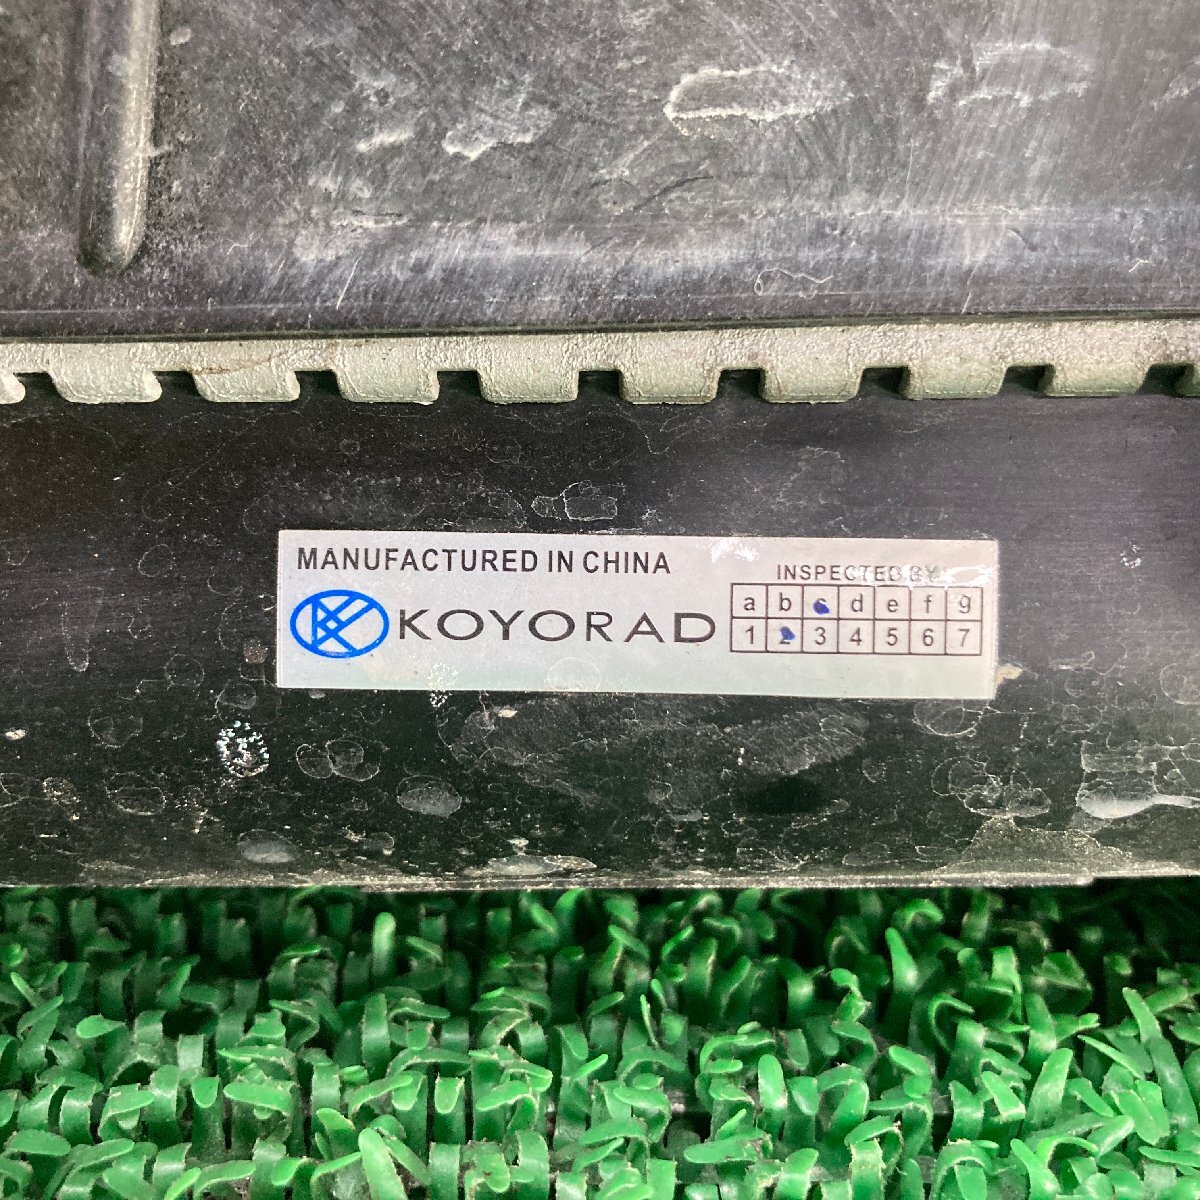 MANUFACTURED IN CHINA
KOYORAD
INSPECTED BY
a b c d e f g
1 2 3 4 5 6 7